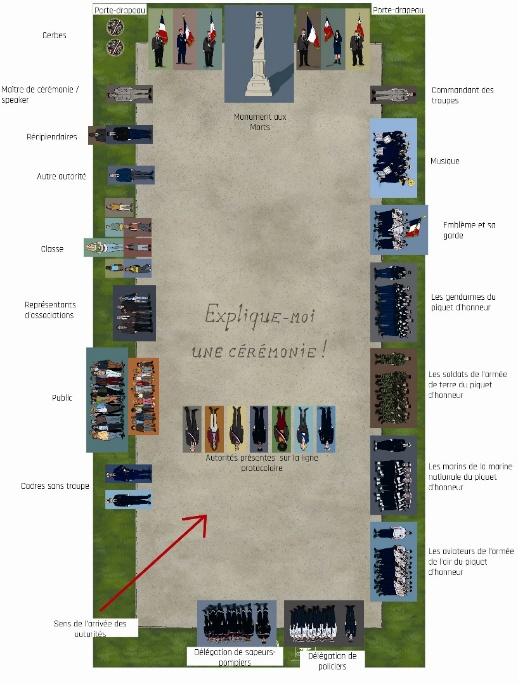 Porte-drapeau
Porte-drapeau
Gerbes
Monument aux
Morts
Maître de cérémonie /
speaker
Commandant des
troupes
Récipiendaires
Musique
Autre autorité
Emblème et sa
garde
Classe
Les gendarmes du
piquet d'honneur
Représentants
d'associations
Explique-moi
une cérémonie !
Les soldats de l'armée
de terre du piquet
d'honneur
Public
Autorités présentes sur la ligne
protocolaire
Les marins de la marine
nationale du piquet
d'honneur
Cadres sans troupe
Les aviateurs de l'armée
de l'air du piquet
d'honneur
Sens de l'arrivée des
autorités
Délégation de sapeurs-
pompiers
Délégation de
policiers